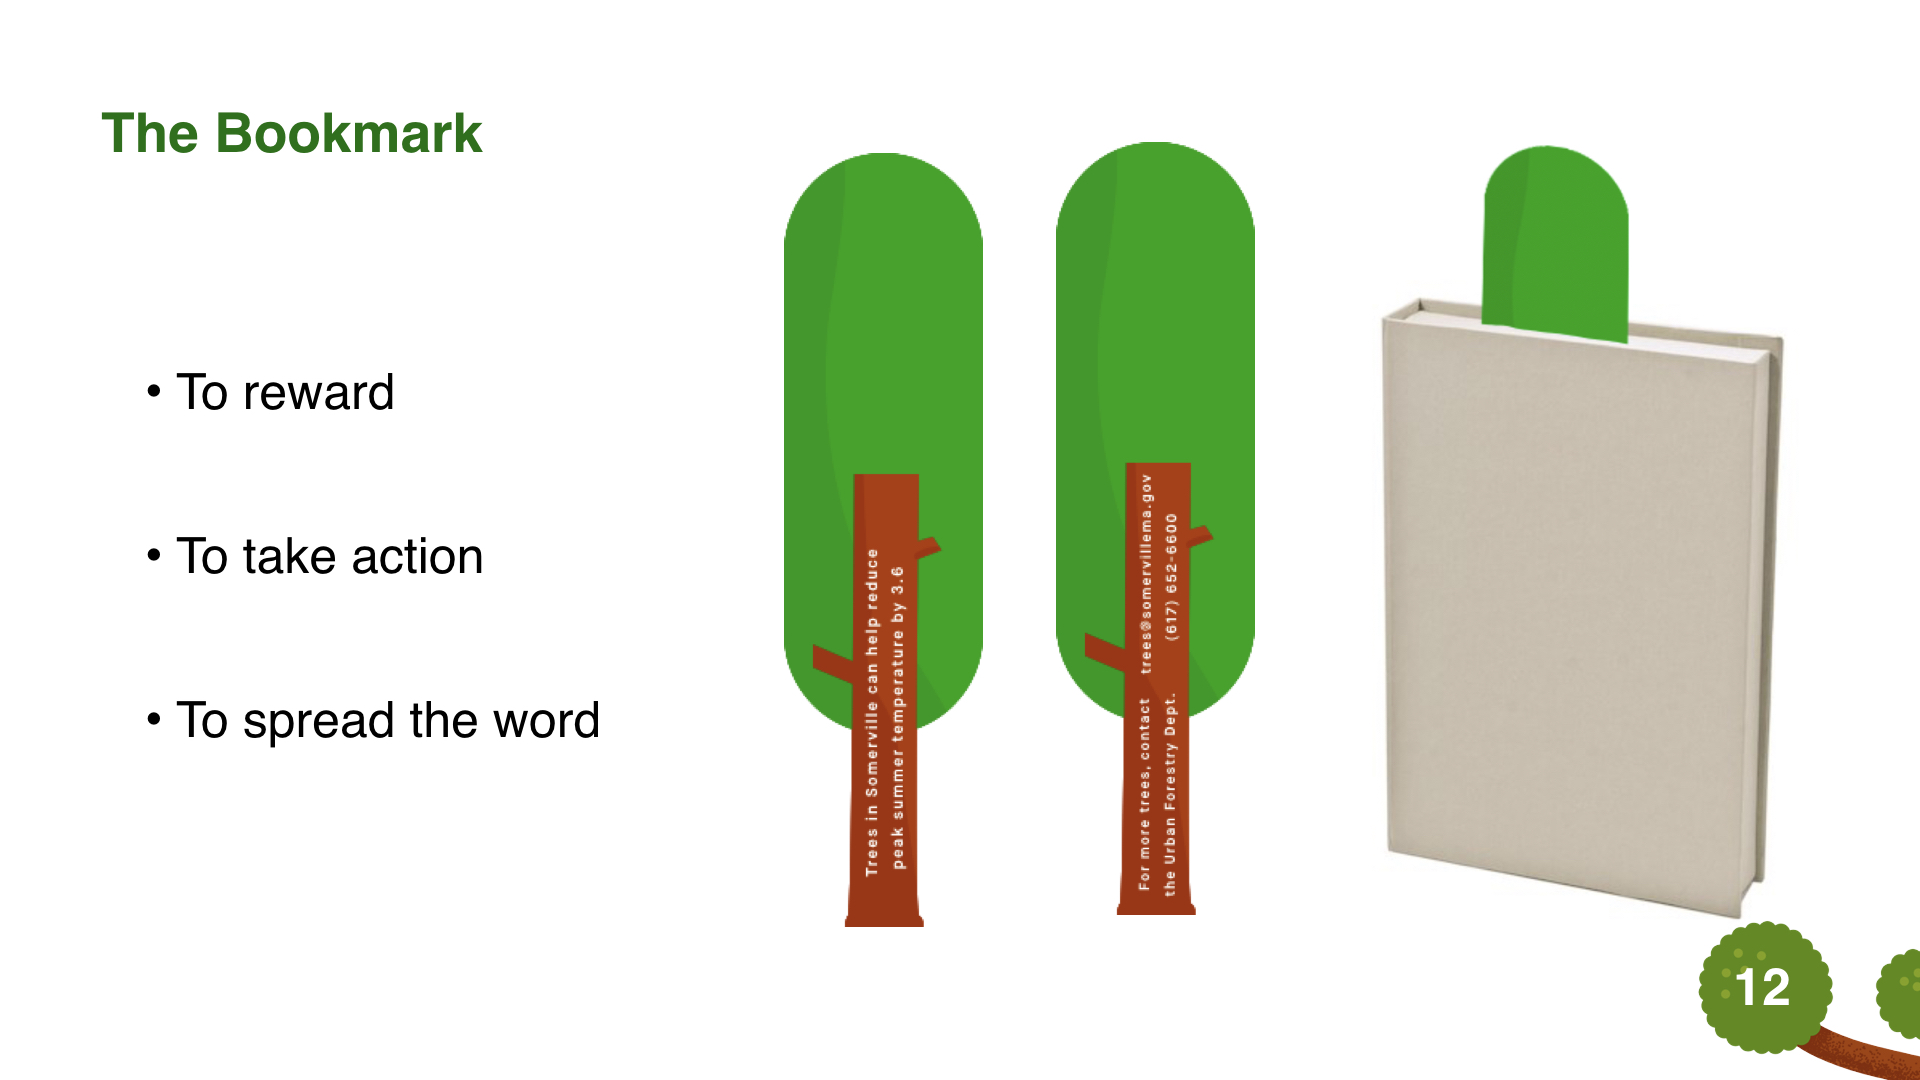 The Bookmark
• To reward
• To take action
• To spread the word
Trees in Somerville can help reduce
peak summer temperature by 3.6
For more trees, contact trees@somervillema.gov
the Urban Forestry Dept. (617) 652-6600
12